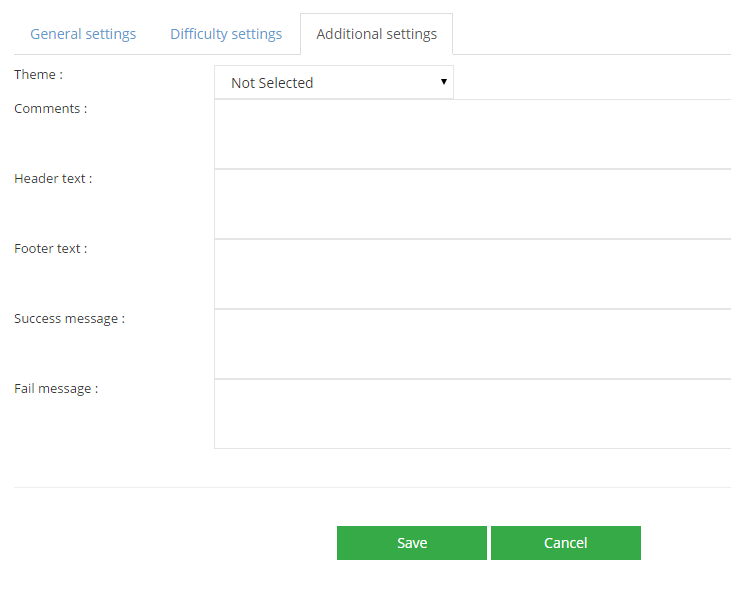 General settings Difficulty settings Additional settings
Theme : Not Selected
Comments :
Header text :
Footer text :
Success message :
Fail message :
Save Cancel